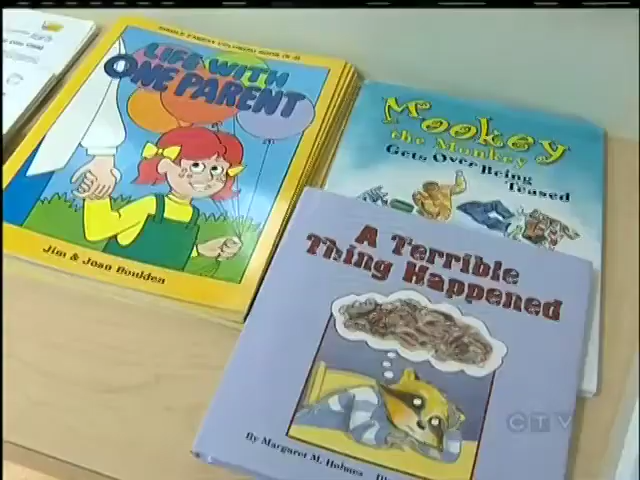 LIFE WITH
ONE PARENT
Jim & Joan Boulden
Mookey
the Monkey
Gets Over Being
Teased
A Terrible
Thing Happened
By Margaret M. Holmes
CTV